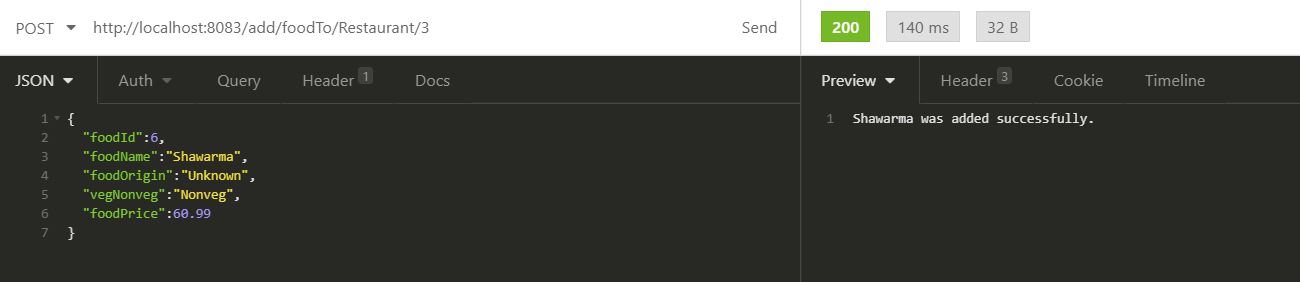 POST http://localhost:8083/add/foodTo/Restaurant/3 Send 200 140 ms 32 B
JSON Auth Query Header 1 Docs Preview Header 3 Cookie Timeline
1 {
2 "foodId":6,
3 "foodName":"Shawarma",
4 "foodOrigin":"Unknown",
5 "vegNonveg":"Nonveg",
6 "foodPrice":60.99
7 }
1 Shawarma was added successfully.